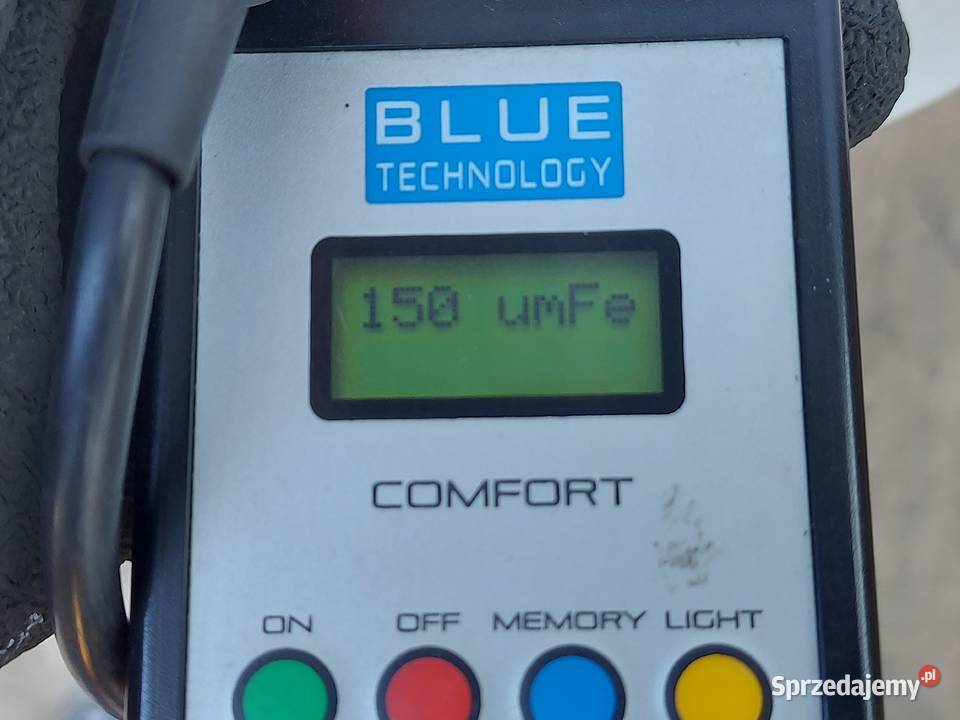 BLUE
TECHNOLOGY
150 umFe
COMFORT
ON OFF MEMORY LIGHT
Sprzedajemy.pl